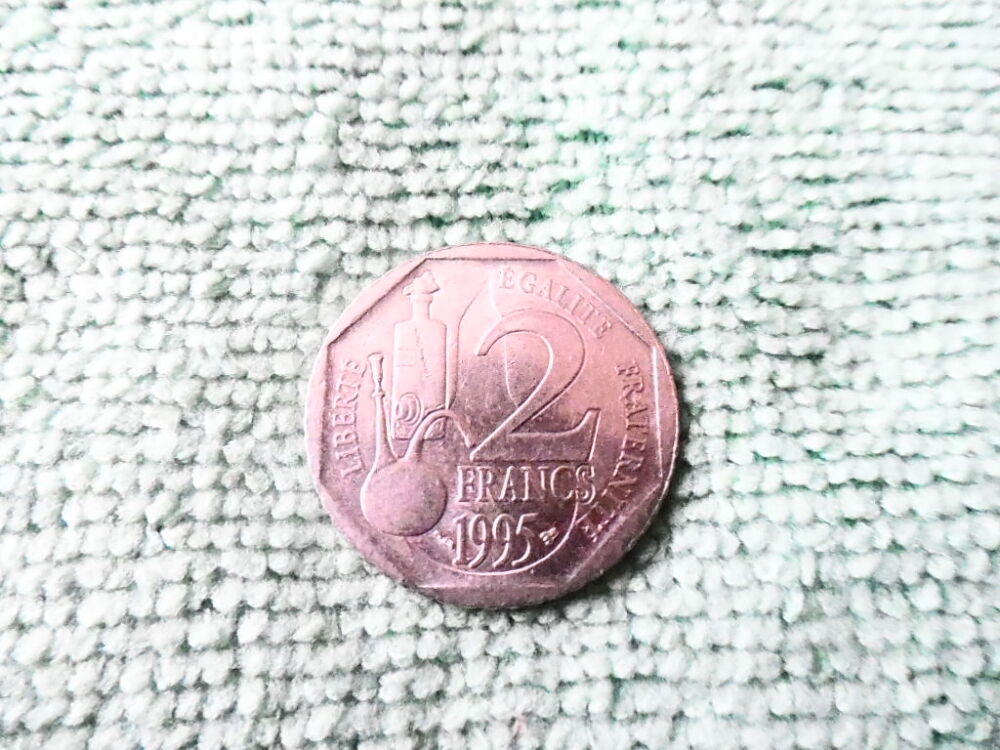 LIBERTÉ
ÉGALITÉ
FRATERNITÉ
2
FRANCS
1995